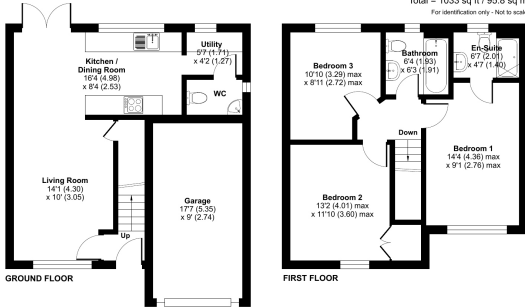 Total = 1033 sq ft / 95.8 sq m
For identification only - Not to scale
Kitchen /
Dining Room
16'4 (4.98)
x 8'4 (2.53)
Utility
5'7 (1.71)
x 4'2 (1.27)
WC
Living Room
14'1 (4.30)
x 10' (3.05)
Up
Garage
17'7 (5.35)
x 9' (2.74)
GROUND FLOOR
Bedroom 3
10'10 (3.29) max
x 8'11 (2.72) max
Bathroom
6'4 (1.93)
x 6'3 (1.91)
En-Suite
6'7 (2.01)
x 4'7 (1.40)
Down
Bedroom 1
14'4 (4.36) max
x 9'1 (2.76) max
Bedroom 2
13'2 (4.01) max
x 11'10 (3.60) max
FIRST FLOOR